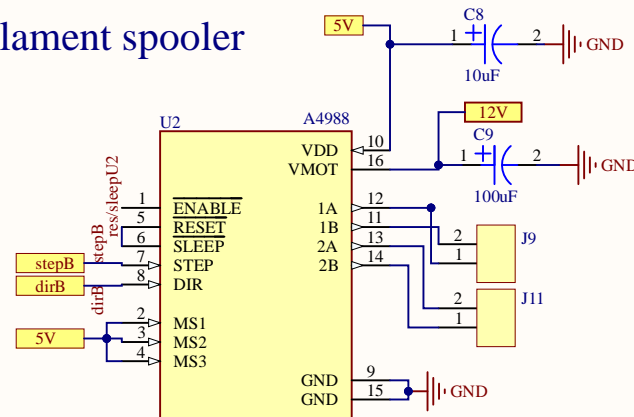 lament spooler
5V
C8
1
2
10uF
GND
12V
C9
1
2
100uF
GND
U2
A4988
VDD
10
VMOT
16
res/sleepU2
1
ENABLE
5
RESET
6
SLEEP
stepB
stepB
7
STEP
dirB
dirB
8
DIR
1A
12
1B
11
2A
13
2B
14
2
1
J9
2
1
J11
5V
2
MS1
3
MS2
4
MS3
GND
9
GND
15
GND